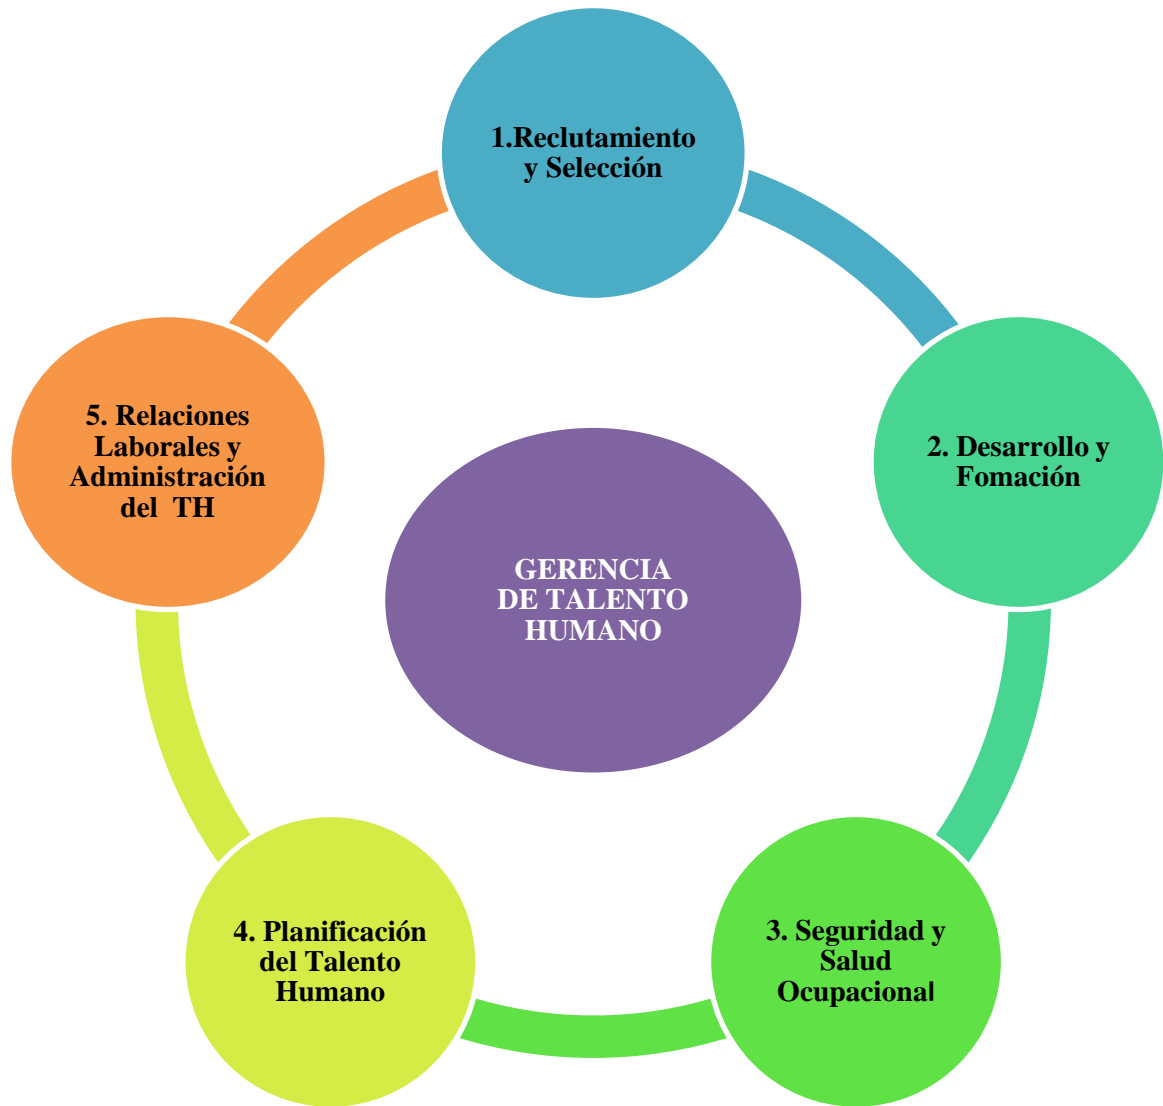 1.Reclutamiento
y Selección
2. Desarrollo y
Fomación
3. Seguridad y
Salud
Ocupacional
4. Planificación
del Talento
Humano
5. Relaciones
Laborales y
Administración
del TH
GERENCIA
DE TALENTO
HUMANO